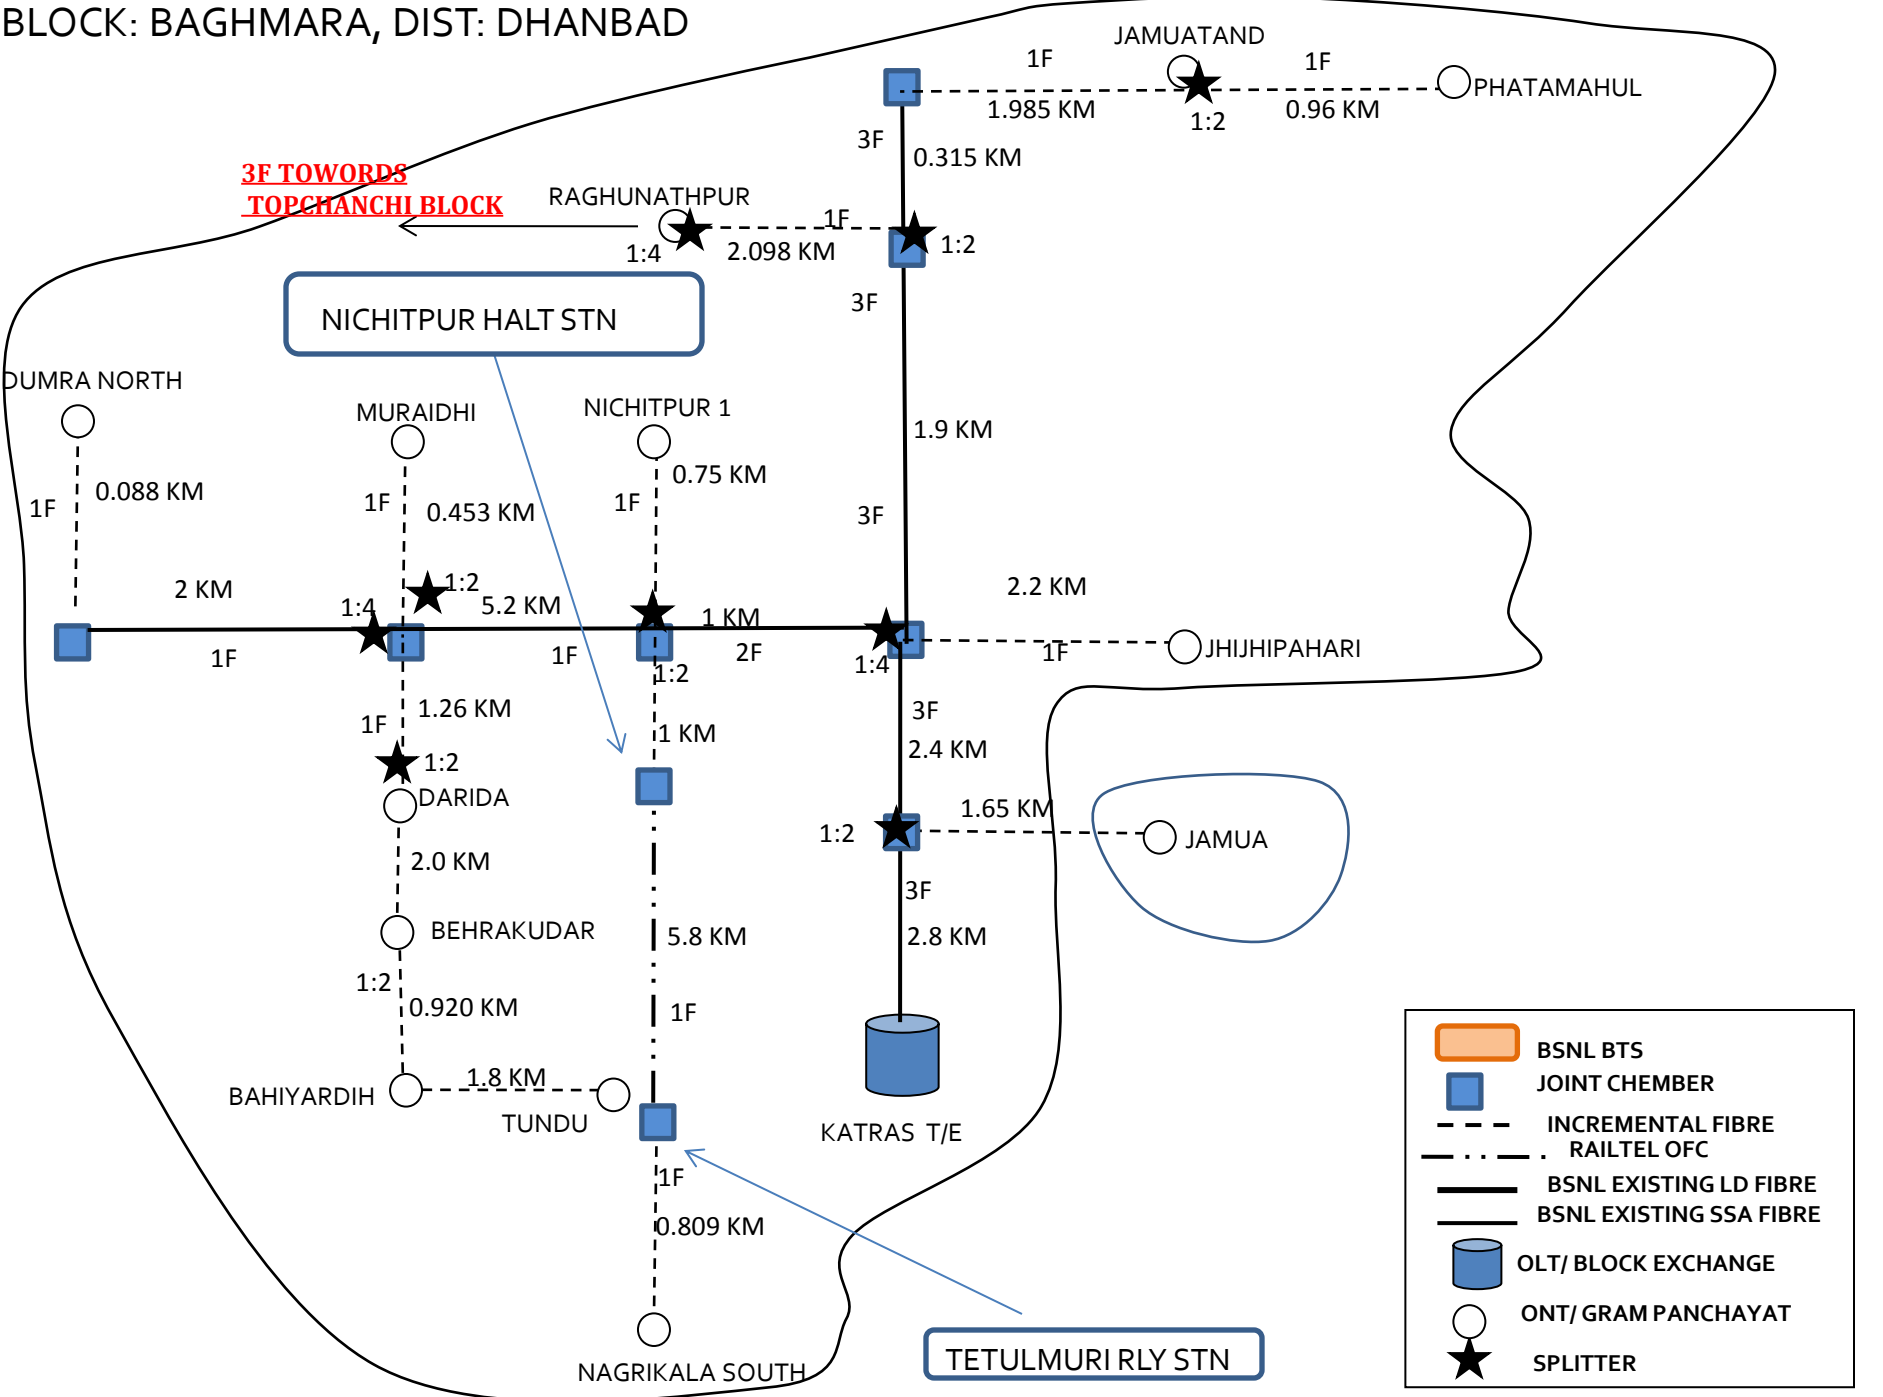 BLOCK: BAGHMARA, DIST: DHANBAD
JAMUATAND
1F
1F
PHATAMAHUL
1.985 KM
0.96 KM
1:2
3F
0.315 KM
3F TOWORDS
TOPCHANCHI BLOCK
RAGHUNATHPUR
1F
1:2
1:4
2.098 KM
3F
NICHITPUR HALT STN
DUMRA NORTH
MURAIDHI
NICHITPUR 1
1.9 KM
0.75 KM
0.088 KM
1F
1F
0.453 KM
1F
3F
2 KM
1:4
1:2
5.2 KM
1 KM
2.2 KM
1F
1F
1:2
2F
1:4
1F
JHIJHIPAHARI
1.26 KM
1F
1 KM
3F
2.4 KM
1:2
DARIDA
1:2
1.65 KM
JAMUA
2.0 KM
3F
BEHRAKUDAR
5.8 KM
2.8 KM
1:2
0.920 KM
1F
1.8 KM
BAHIYARDIH
TUNDU
KATRAS T/E
1F
0.809 KM
NAGRIKALA SOUTH
TETULMURI RLY STN
BSNL BTS
JOINT CHEMBER
INCREMENTAL FIBRE
RAILTEL OFC
BSNL EXISTING LD FIBRE
BSNL EXISTING SSA FIBRE
OLT/ BLOCK EXCHANGE
ONT/ GRAM PANCHAYAT
SPLITTER